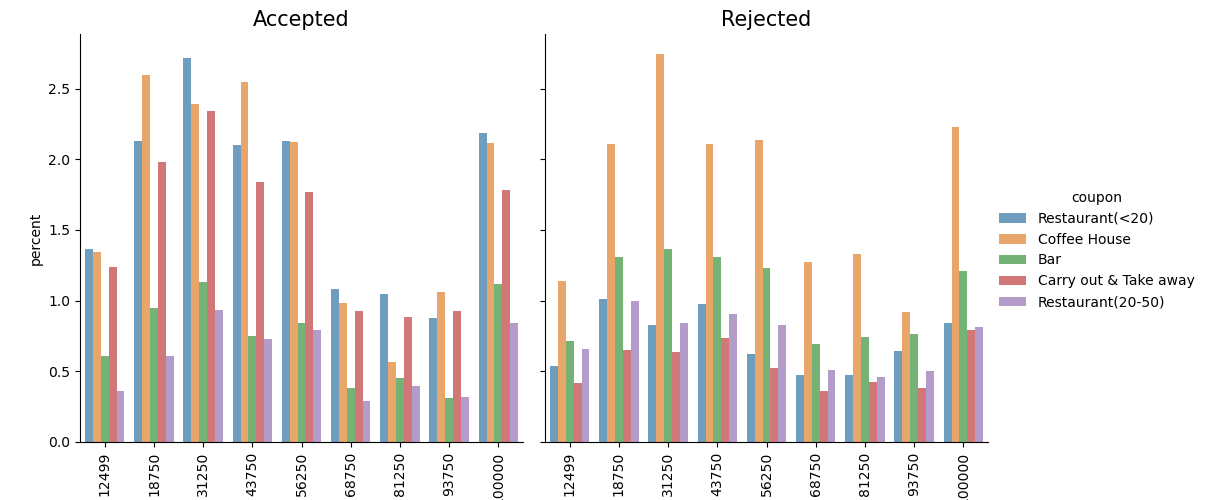 Accepted
Rejected
percent
2.5
2.0
1.5
1.0
0.5
0.0
12499
18750
31250
43750
56250
68750
81250
93750
.00000
12499
18750
31250
43750
56250
68750
81250
93750
.00000
coupon
Restaurant(<20)
Coffee House
Bar
Carry out & Take away
Restaurant(20-50)